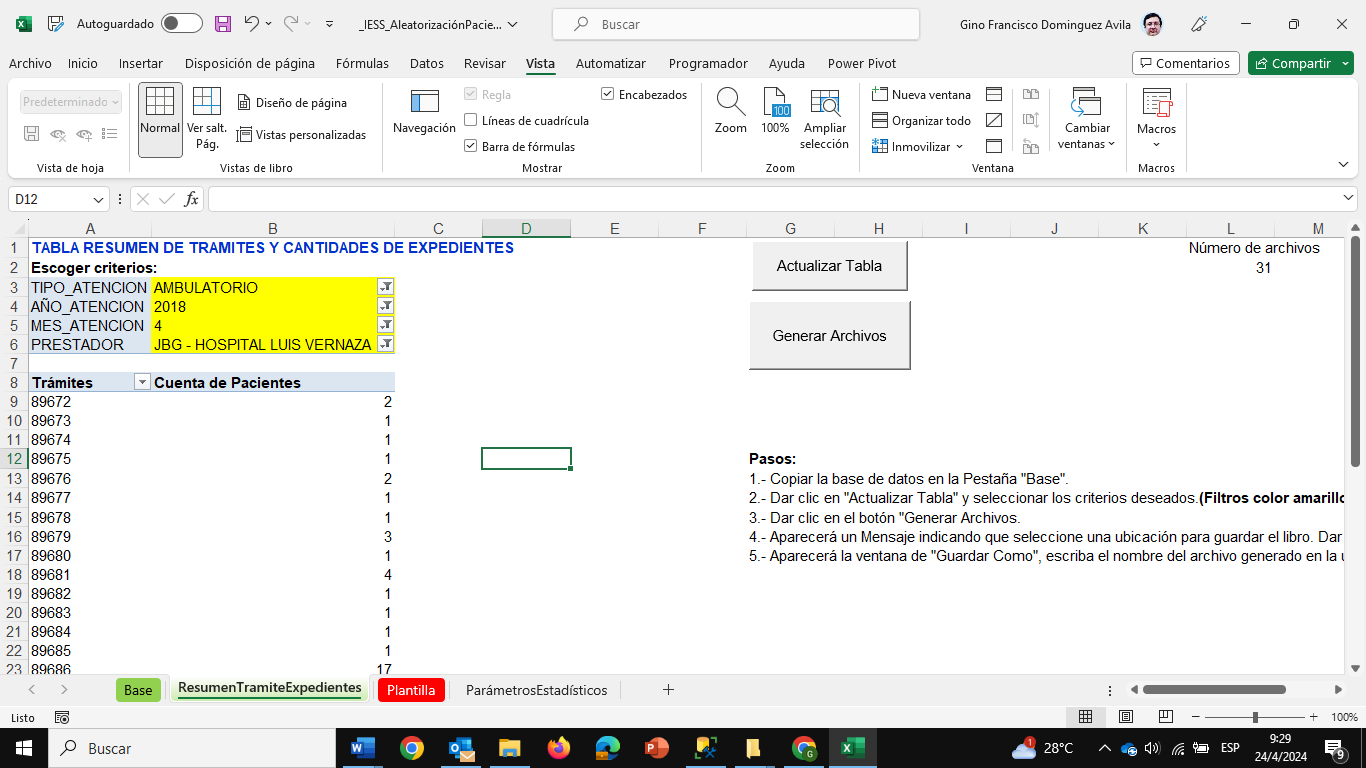 Autoguardado
_IESS_AleatorizaciónPacie...
Buscar
Gino Francisco Dominguez Avila
Archivo Inicio Insertar Disposición de página Fórmulas Datos Revisar Vista Automatizar Programador Ayuda Power Pivot
Comentarios Compartir
Predeterminado
Vista de hoja
Normal
Ver salt. Pág.
Diseño de página
Vistas personalizadas
Vistas de libro
Navegación
Regla
Líneas de cuadrícula
Barra de fórmulas
Encabezados
Mostrar
Zoom
100
100%
Ampliar selección
Zoom
Nueva ventana
Organizar todo
Inmovilizar
Cambiar ventanas
Ventana
Macros
Macros
D12
fx
A B C D E F G H I J K L M
1 TABLA RESUMEN DE TRAMITES Y CANTIDADES DE EXPEDIENTES Número de archivos
2 Escoger criterios: 31
Actualizar Tabla
3 TIPO_ATENCION AMBULATORIO
4 AÑO_ATENCION 2018
5 MES_ATENCION 4
Generar Archivos
6 PRESTADOR JBG - HOSPITAL LUIS VERNAZA
7
8 Trámites Cuenta de Pacientes
9 89672 2
10 89673 1
11 89674 1
12 89675 1 Pasos:
13 89676 2 1.- Copiar la base de datos en la Pestaña "Base".
14 89677 1 2.- Dar clic en "Actualizar Tabla" y seleccionar los criterios deseados.(Filtros color amarillo
15 89678 1 3.- Dar clic en el botón "Generar Archivos.
16 89679 3 4.- Aparecerá un Mensaje indicando que seleccione una ubicación para guardar el libro. Dar
17 89680 1 5.- Aparecerá la ventana de "Guardar Como", escriba el nombre del archivo generado en la u
18 89681 4
19 89682 1
20 89683 1
21 89684 1
22 89685 1
23 89686 17
Base ResumenTramiteExpedientes Plantilla ParámetrosEstadísticos
Listo
100%
Buscar
28°C
ESP
9:29
24/4/2024
9